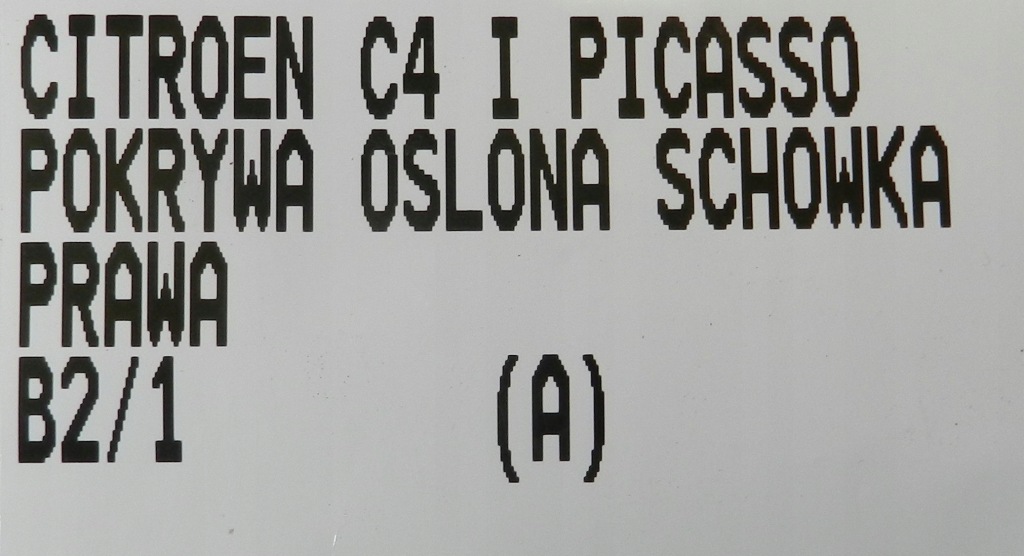 CITROEN C4 I PICASSO
POKRYWA OSLONA SCHOWKA
PRAWA
B2/1 (A)